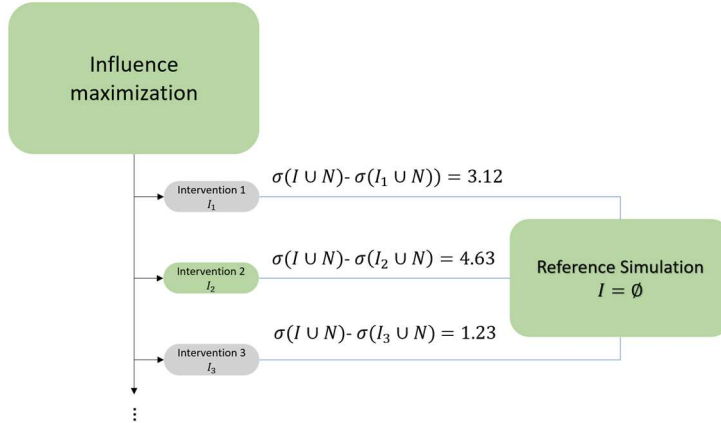 Influence
maximization
σ(I ∪ N)- σ(I₁ ∪ N)) = 3.12
Intervention 1
I₁
σ(I ∪ N)- σ(I₂ ∪ N) = 4.63
Intervention 2
I₂
Reference Simulation
I = ∅
σ(I ∪ N)- σ(I₃ ∪ N) = 1.23
Intervention 3
I₃
⋮